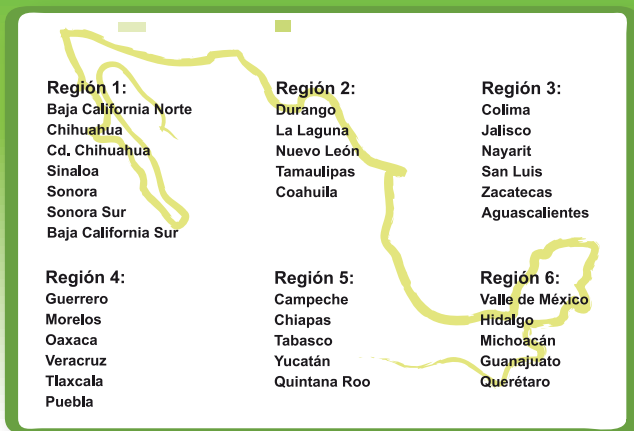 Región 1:
Baja California Norte
Chihuahua
Cd. Chihuahua
Sinaloa
Sonora
Sonora Sur
Baja California Sur
Región 2:
Durango
La Laguna
Nuevo León
Tamaulipas
Coahuila
Región 3:
Colima
Jalisco
Nayarit
San Luis
Zacatecas
Aguascalientes
Región 4:
Guerrero
Morelos
Oaxaca
Veracruz
Tlaxcala
Puebla
Región 5:
Campeche
Chiapas
Tabasco
Yucatán
Quintana Roo
Región 6:
Valle de México
Hidalgo
Michoacán
Guanajuato
Querétaro